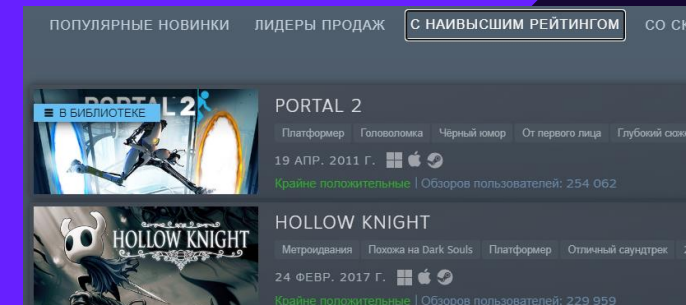 ПОПУЛЯРНЫЕ НОВИНКИ ЛИДЕРЫ ПРОДАЖ С НАИВЫСШИМ РЕЙТИНГОМ СО
PORTAL 2
В БИБЛИОТЕКЕ
PORTAL 2
Платформер Головоломка Чёрный юмор От первого лица Глубокий
19 АПР. 2011 Г.
Крайне положительные | Обзоров пользователей: 254 062
HOLLOW KNIGHT
HOLLOW KNIGHT
Метроидвания Похожа на Dark Souls Платформер Отличный саундтрек
24 ФЕВР. 2017 Г.
Крайне положительные | Обзоров пользователей: 229 959